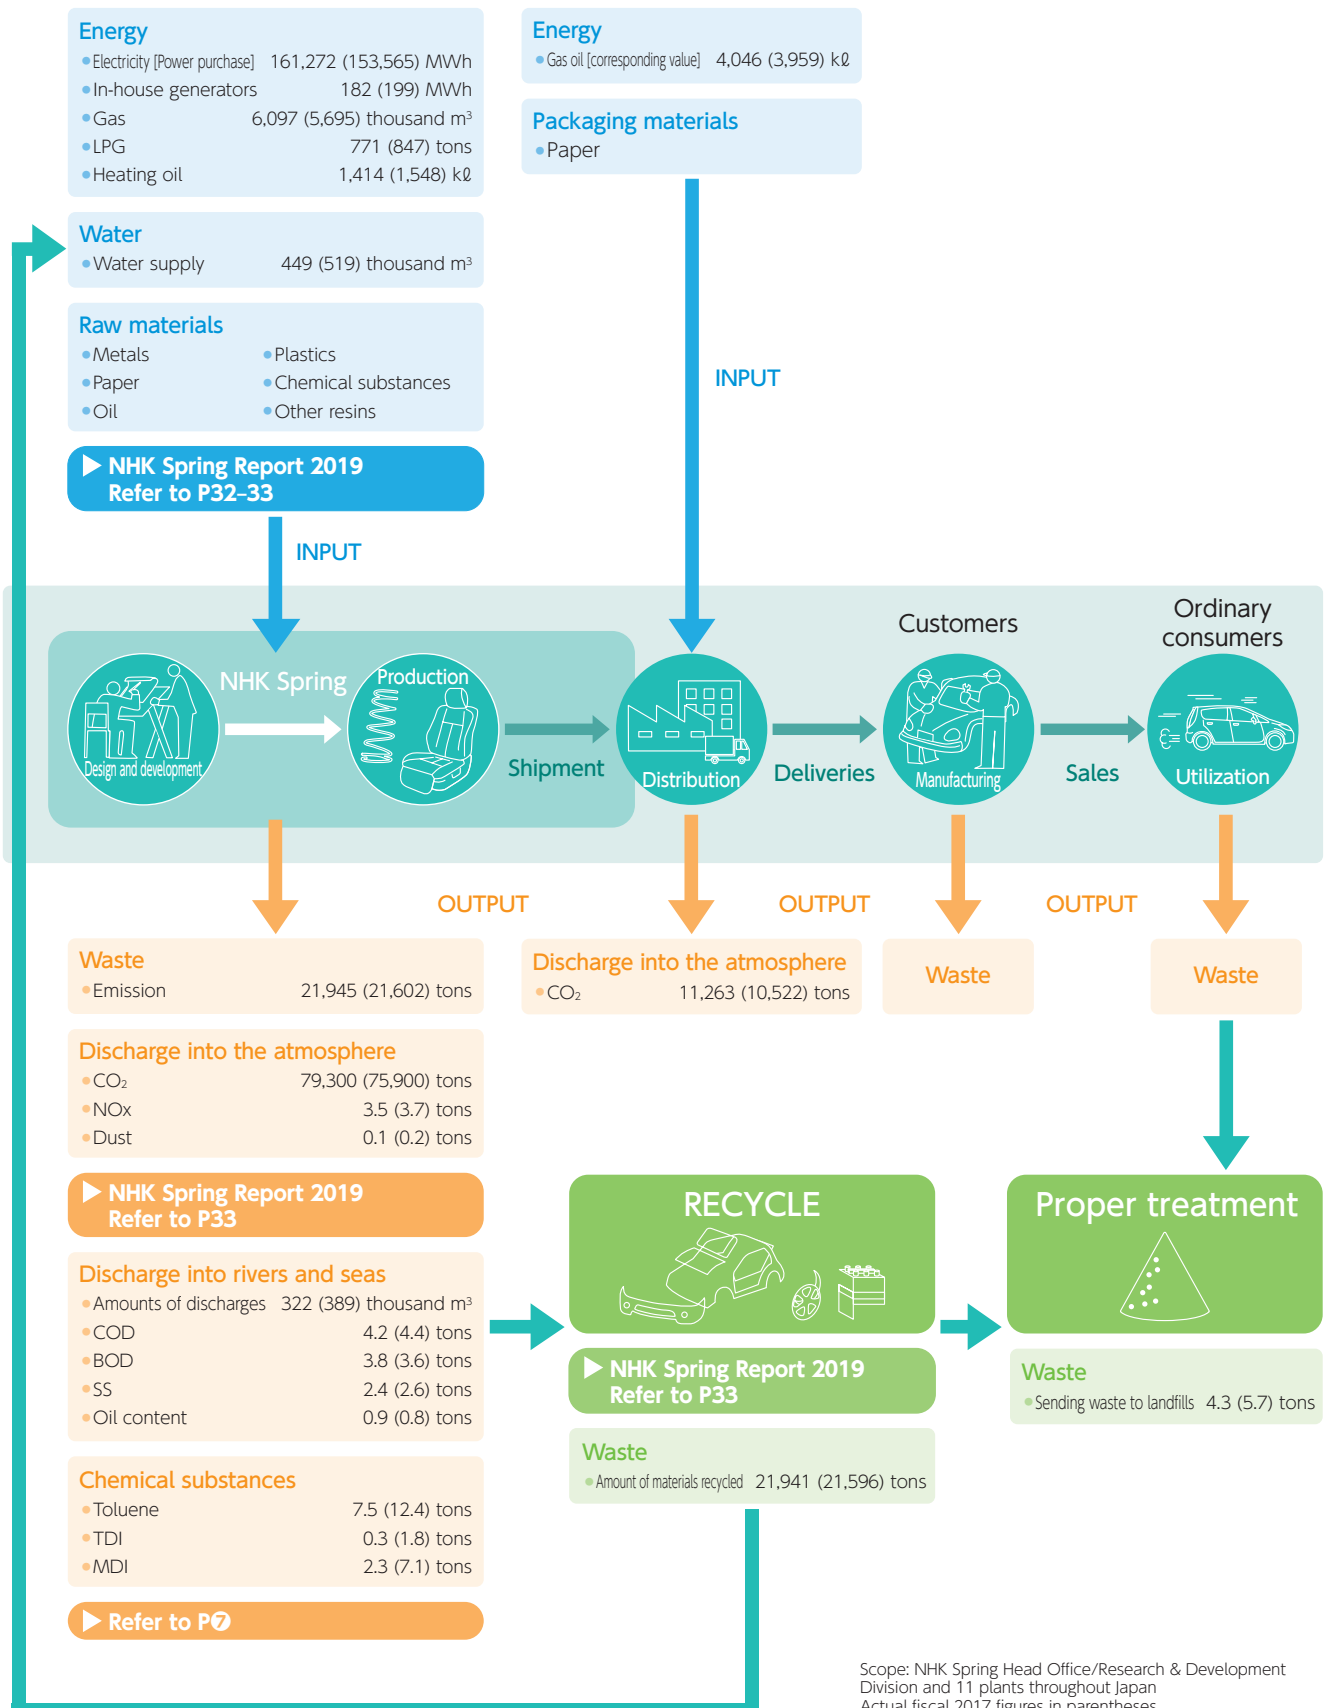 Energy
•Electricity [Power purchase] 161,272 (153,565) MWh
•In-house generators 182 (199) MWh
•Gas 6,097 (5,695) thousand m³
•LPG 771 (847) tons
•Heating oil 1,414 (1,548) kℓ
Energy
•Gas oil [corresponding value] 4,046 (3,959) kℓ
Packaging materials
•Paper
Water
•Water supply 449 (519) thousand m³
Raw materials
•Metals •Plastics
•Paper •Chemical substances
•Oil •Other resins
▶ NHK Spring Report 2019
Refer to P32–33
INPUT
INPUT
Customers
Ordinary
consumers
NHK Spring
Design and development
Production
Shipment
Distribution
Deliveries
Manufacturing
Sales
Utilization
OUTPUT
OUTPUT
OUTPUT
Waste
•Emission 21,945 (21,602) tons
Discharge into the atmosphere
•CO₂ 11,263 (10,522) tons
Waste
Waste
Discharge into the atmosphere
•CO₂ 79,300 (75,900) tons
•NOx 3.5 (3.7) tons
•Dust 0.1 (0.2) tons
▶ NHK Spring Report 2019
Refer to P33
Discharge into rivers and seas
•Amounts of discharges 322 (389) thousand m³
•COD 4.2 (4.4) tons
•BOD 3.8 (3.6) tons
•SS 2.4 (2.6) tons
•Oil content 0.9 (0.8) tons
Chemical substances
•Toluene 7.5 (12.4) tons
•TDI 0.3 (1.8) tons
•MDI 2.3 (7.1) tons
▶ Refer to P❼
RECYCLE
▶ NHK Spring Report 2019
Refer to P33
Waste
•Amount of materials recycled 21,941 (21,596) tons
Proper treatment
Waste
•Sending waste to landfills 4.3 (5.7) tons
Scope: NHK Spring Head Office/Research & Development
Division and 11 plants throughout Japan
Actual fiscal 2017 figures in parentheses